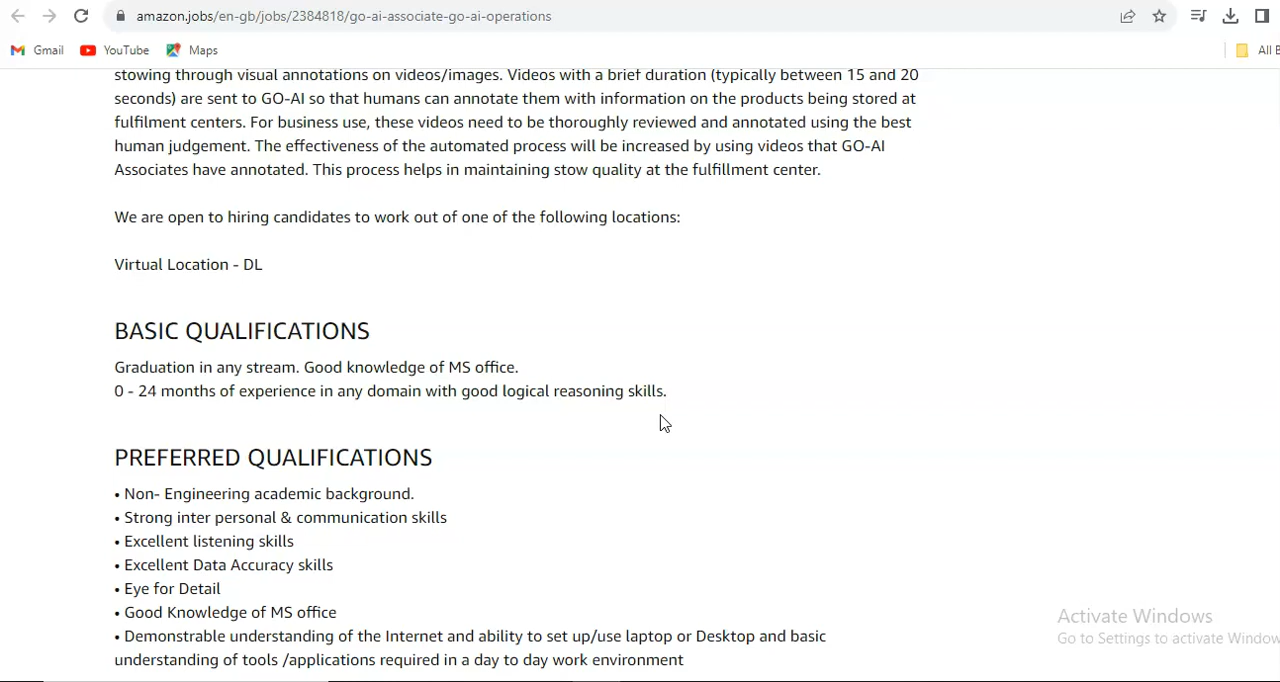 amazon.jobs/en-gb/jobs/2384818/go-ai-associate-go-ai-operations
Gmail YouTube Maps All B
stowing through visual annotations on videos/images. Videos with a brief duration (typically between 15 and 20
seconds) are sent to GO-AI so that humans can annotate them with information on the products being stored at
fulfilment centers. For business use, these videos need to be thoroughly reviewed and annotated using the best
human judgement. The effectiveness of the automated process will be increased by using videos that GO-AI
Associates have annotated. This process helps in maintaining stow quality at the fulfillment center.
We are open to hiring candidates to work out of one of the following locations:
Virtual Location - DL
BASIC QUALIFICATIONS
Graduation in any stream. Good knowledge of MS office.
0 - 24 months of experience in any domain with good logical reasoning skills.
PREFERRED QUALIFICATIONS
• Non- Engineering academic background.
• Strong inter personal & communication skills
• Excellent listening skills
• Excellent Data Accuracy skills
• Eye for Detail
• Good Knowledge of MS office
• Demonstrable understanding of the Internet and ability to set up/use laptop or Desktop and basic
understanding of tools /applications required in a day to day work environment
Activate Windows
Go to Settings to activate Window